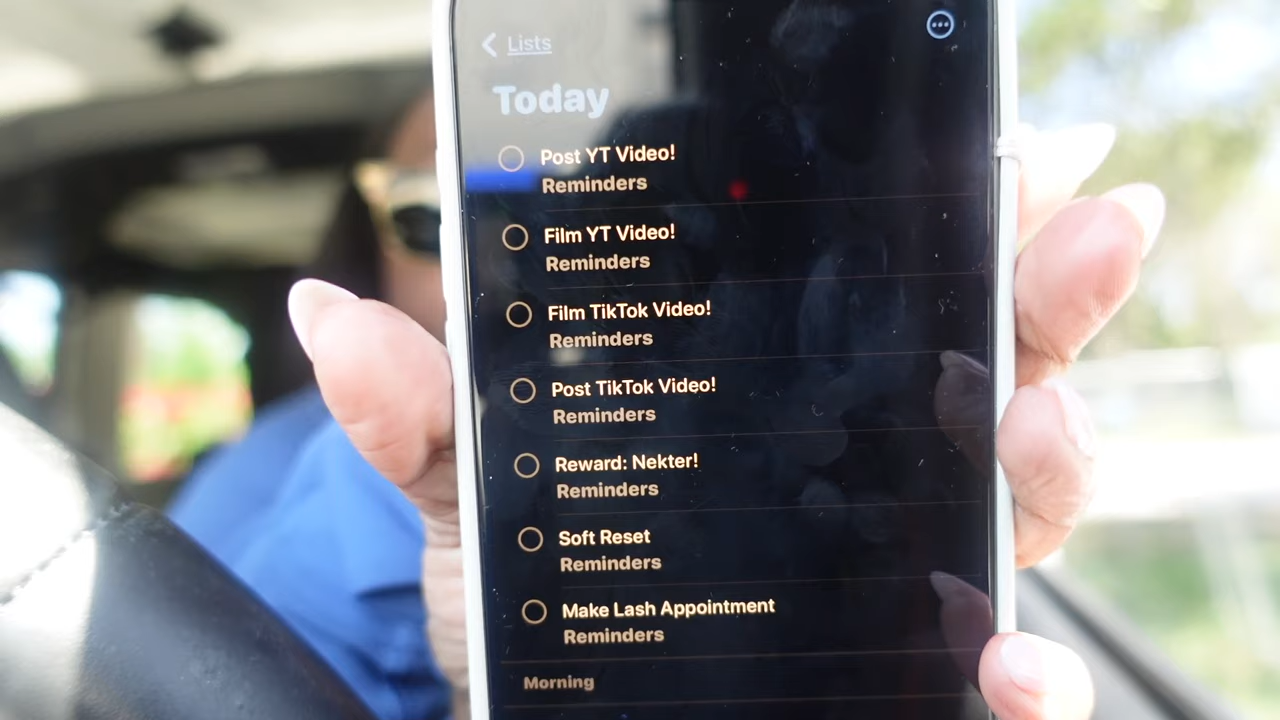 Lists
Today
Post YT Video!
Reminders
Film YT Video!
Reminders
Film TikTok Video!
Reminders
Post TikTok Video!
Reminders
Reward: Nekter!
Reminders
Soft Reset
Reminders
Make Lash Appointment
Reminders
Morning